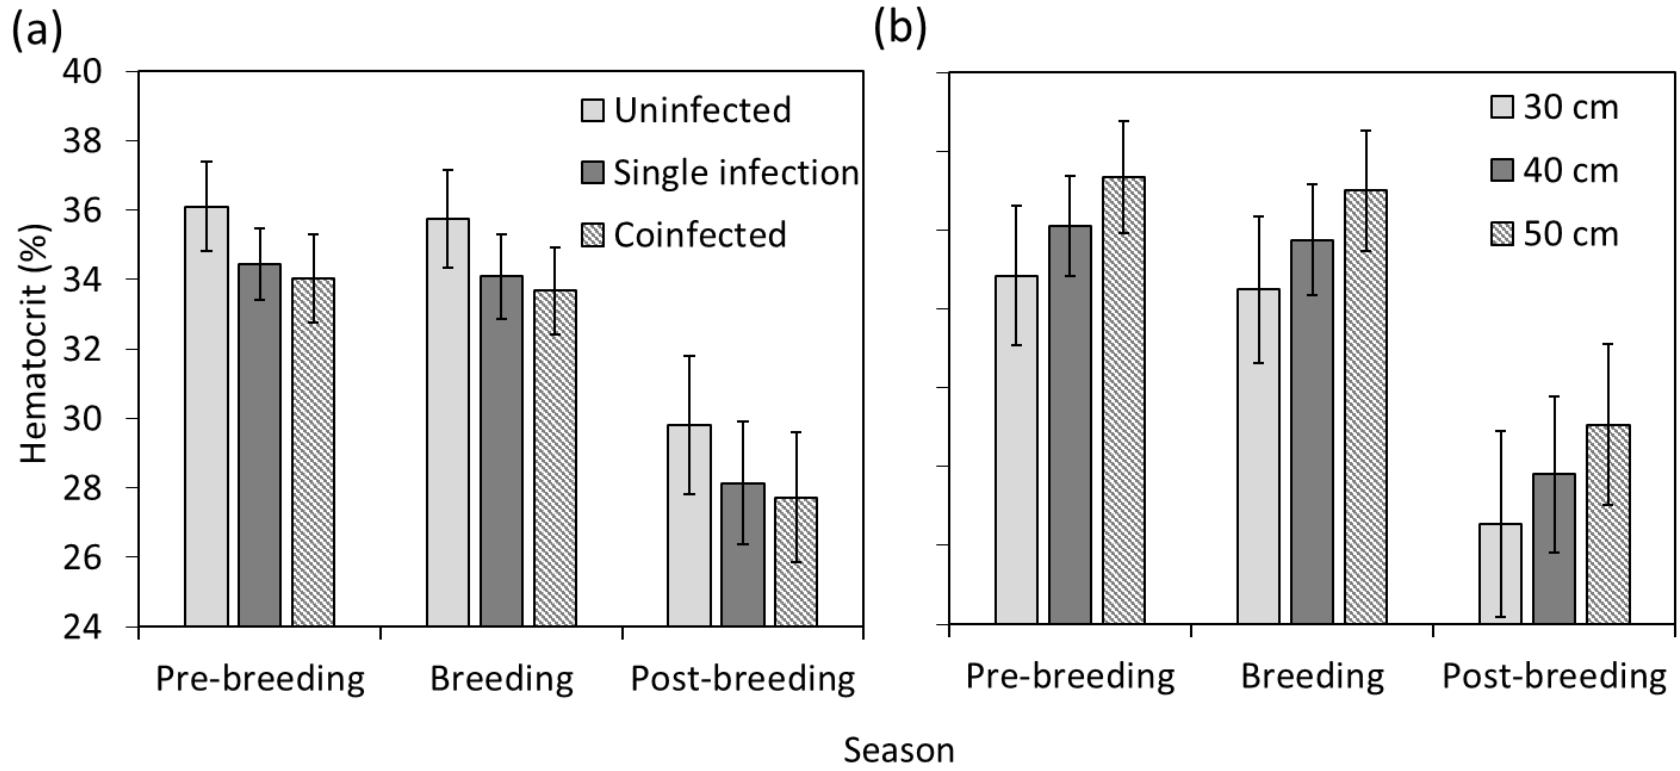 (a)
(b)
40
38
36
34
32
30
28
26
24
Hematocrit (%)
Uninfected
Single infection
Coinfected
30 cm
40 cm
50 cm
Pre-breeding
Breeding
Post-breeding
Pre-breeding
Breeding
Post-breeding
Season